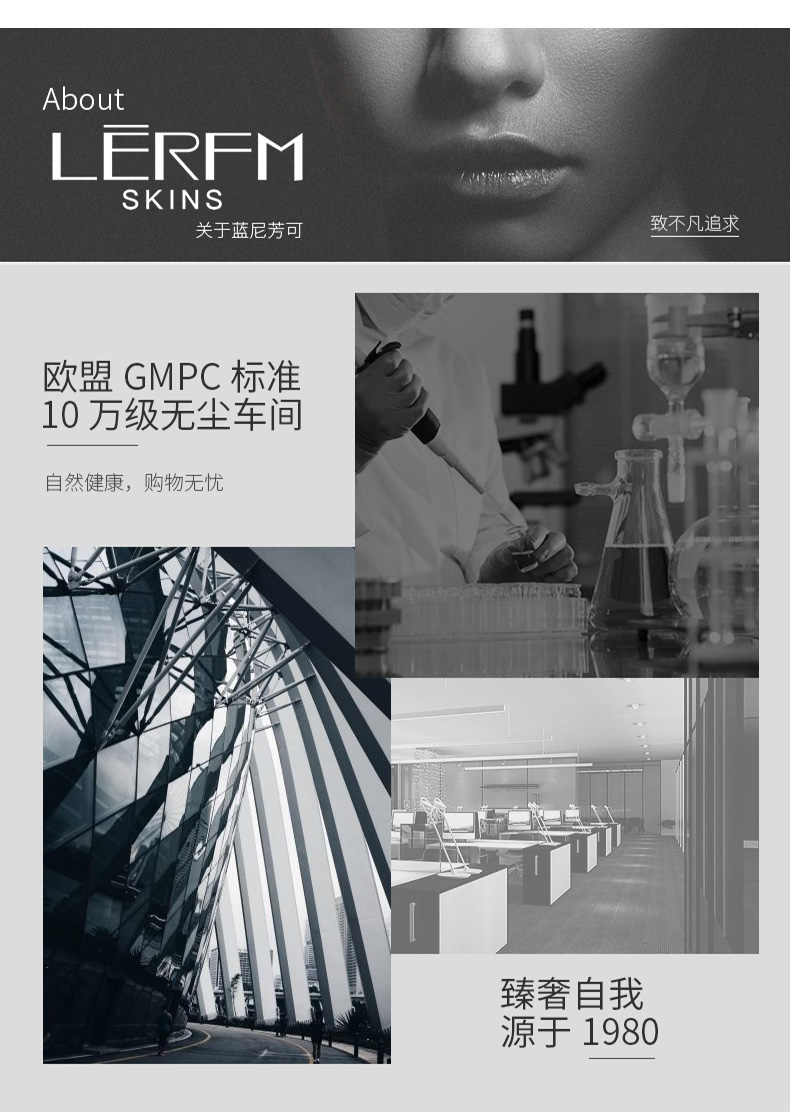 About
LĒRFM
SKINS
关于蓝尼芳可
致不凡追求
欧盟 GMPC 标准
10 万级无尘车间
自然健康，购物无忧
臻奢自我
源于 1980